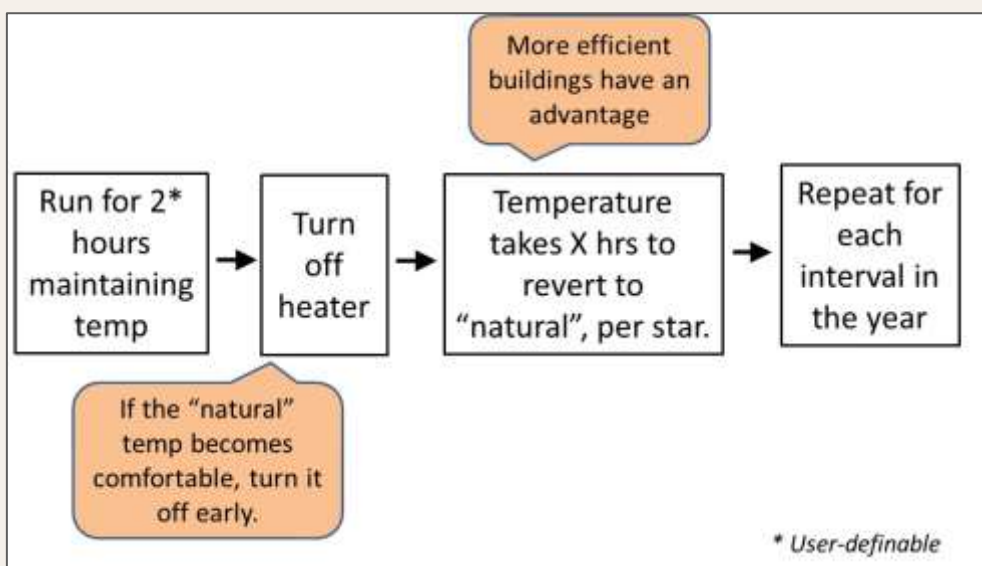 More efficient
buildings have an
advantage
Run for 2*
hours
maintaining
temp
Turn
off
heater
Temperature
takes X hrs to
revert to
“natural”, per star.
Repeat for
each
interval in
the year
If the “natural”
temp becomes
comfortable, turn it
off early.
* User-definable